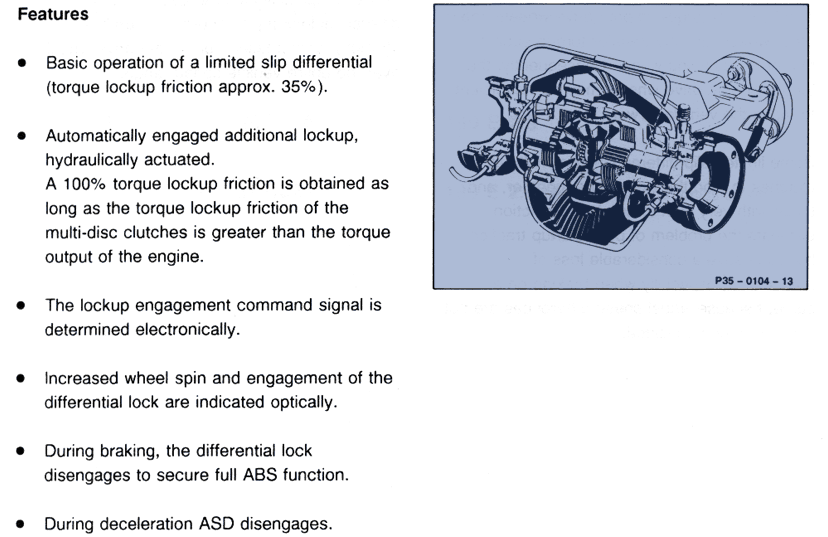 Features
● Basic operation of a limited slip differential
(torque lockup friction approx. 35%).
● Automatically engaged additional lockup,
hydraulically actuated.
A 100% torque lockup friction is obtained as
long as the torque lockup friction of the
multi-disc clutches is greater than the torque
output of the engine.
● The lockup engagement command signal is
determined electronically.
● Increased wheel spin and engagement of the
differential lock are indicated optically.
● During braking, the differential lock
disengages to secure full ABS function.
● During deceleration ASD disengages.
P35 – 0104 – 13